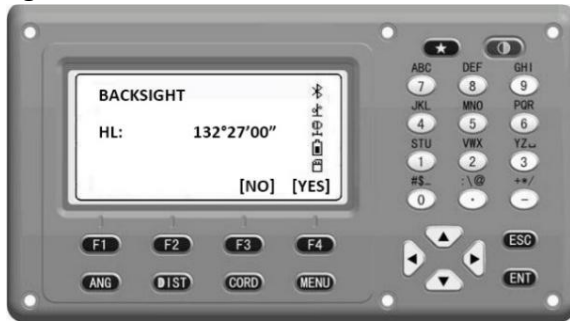 BACKSIGHT
HL: 132°27'00"
[NO] [YES]
F1 F2 F3 F4
ANG DIST CORD MENU
ABC DEF GHI
7 8 9
JKL MNO PQR
4 5 6
STU VWX YZ␣
1 2 3
#$_ :\@ +*/
0 . -
ESC
ENT